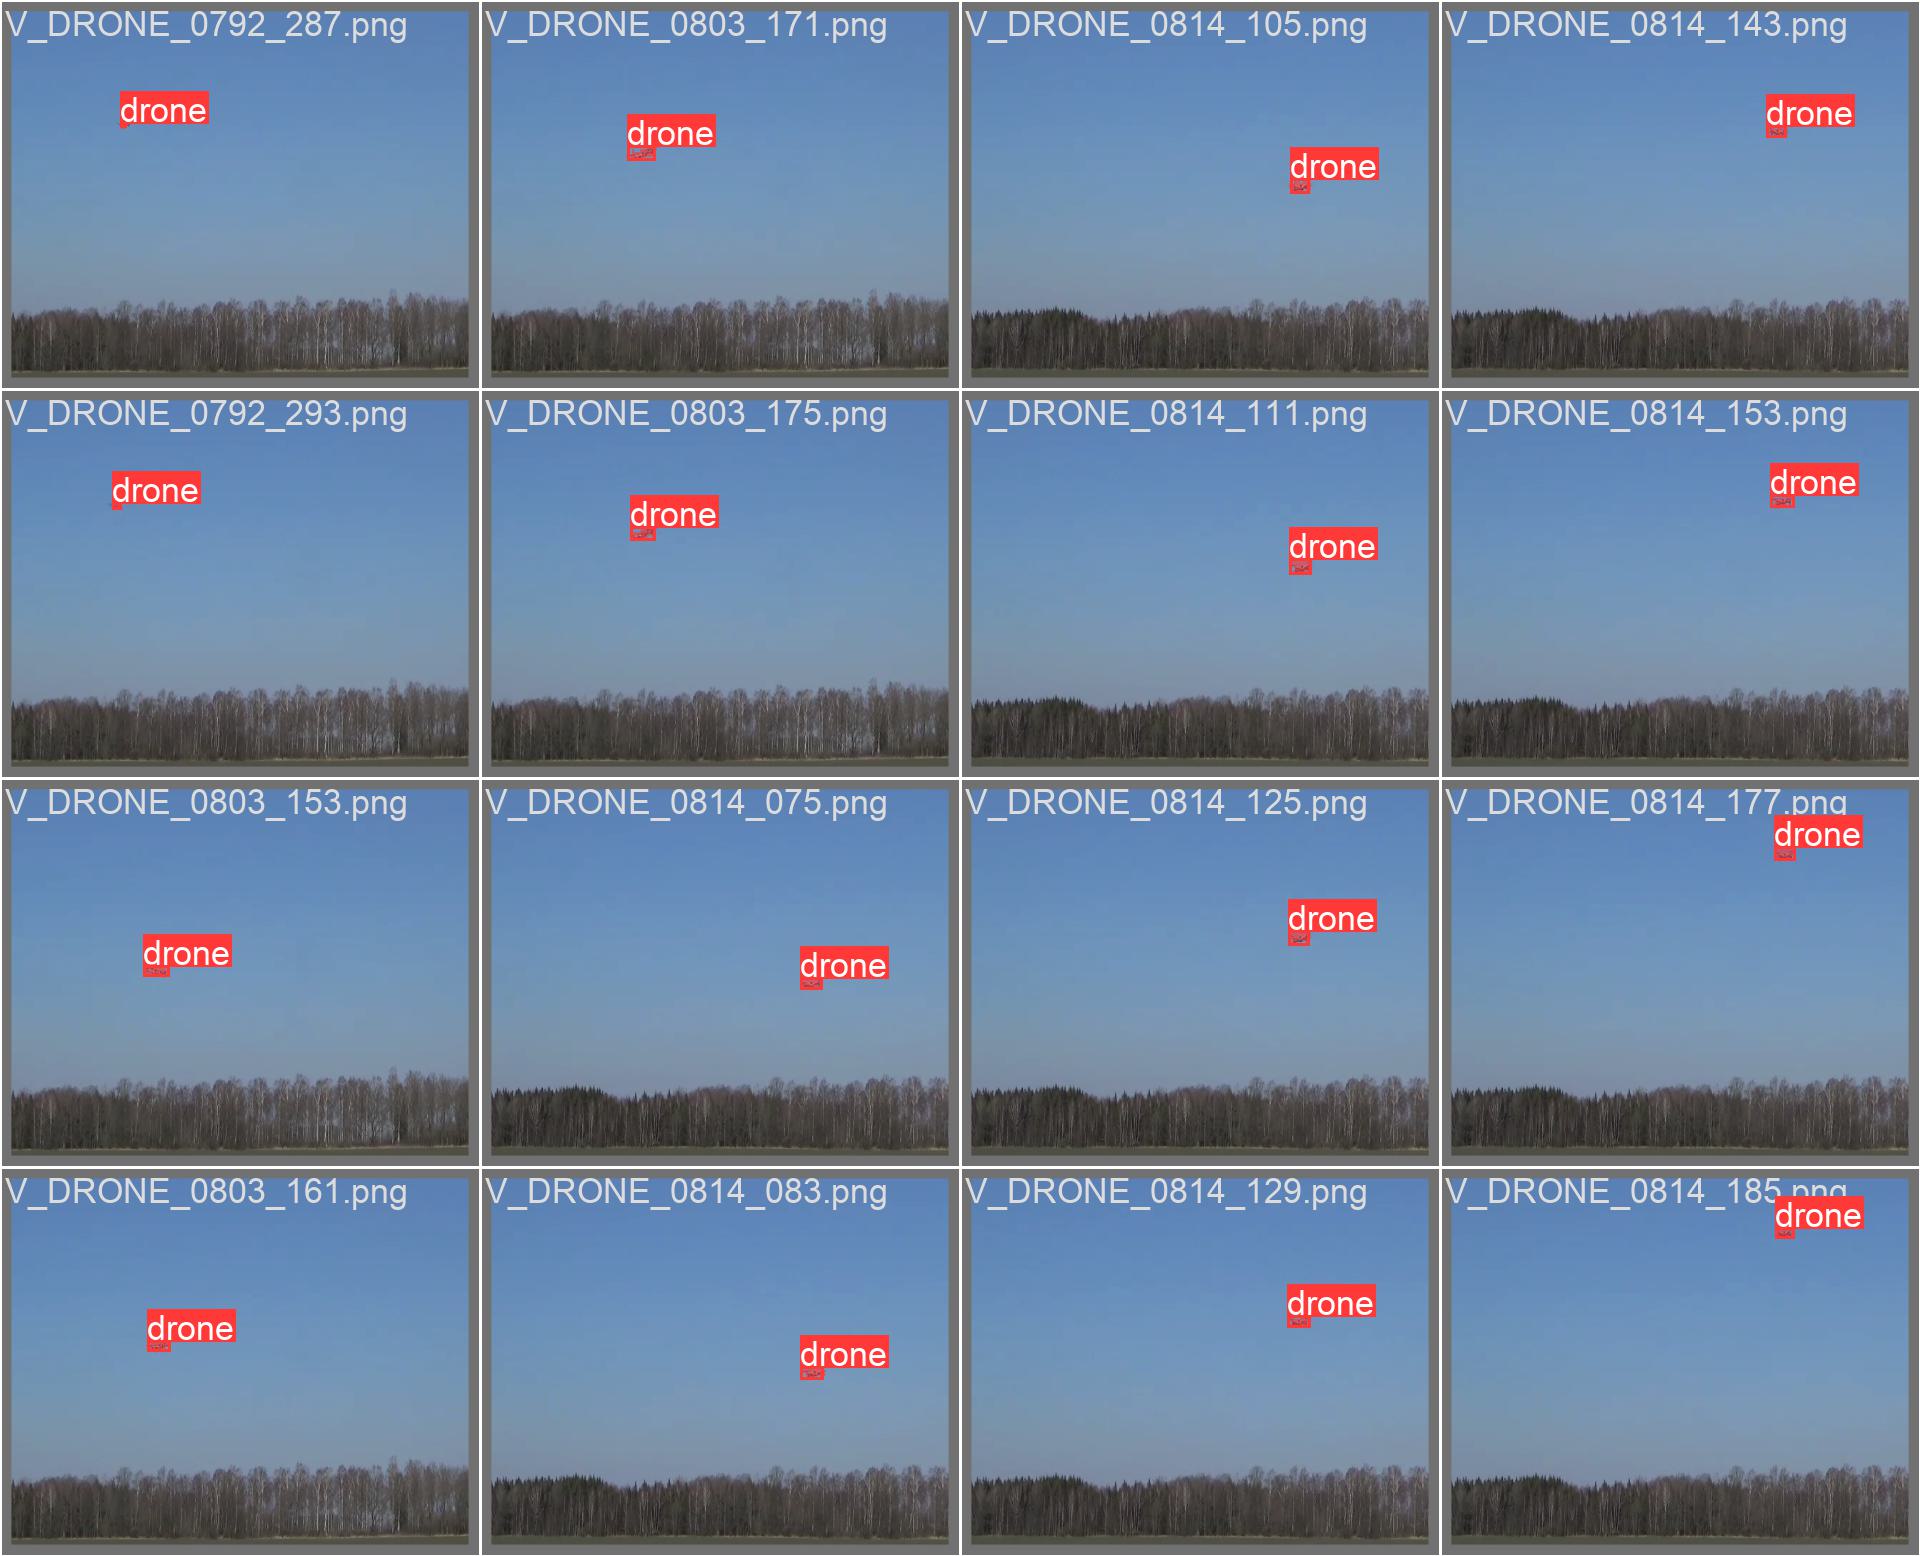 V_DRONE_0792_287.png
drone
V_DRONE_0803_171.png
drone
V_DRONE_0814_105.png
drone
V_DRONE_0814_143.png
drone
V_DRONE_0792_293.png
drone
V_DRONE_0803_175.png
drone
V_DRONE_0814_111.png
drone
V_DRONE_0814_153.png
drone
V_DRONE_0803_153.png
drone
V_DRONE_0814_075.png
drone
V_DRONE_0814_125.png
drone
V_DRONE_0814_177.png
drone
V_DRONE_0803_161.png
drone
V_DRONE_0814_083.png
drone
V_DRONE_0814_129.png
drone
V_DRONE_0814_185.png
drone